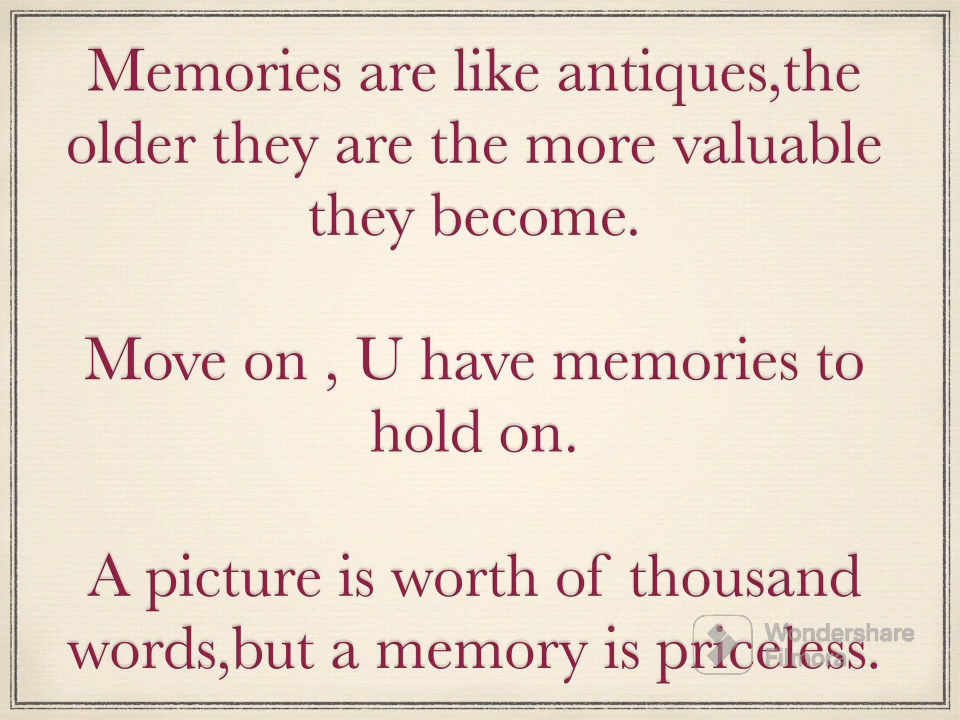 Memories are like antiques,the
older they are the more valuable
they become.
Move on , U have memories to
hold on.
A picture is worth of thousand
words,but a memory is priceless.
Wondershare
Filmora